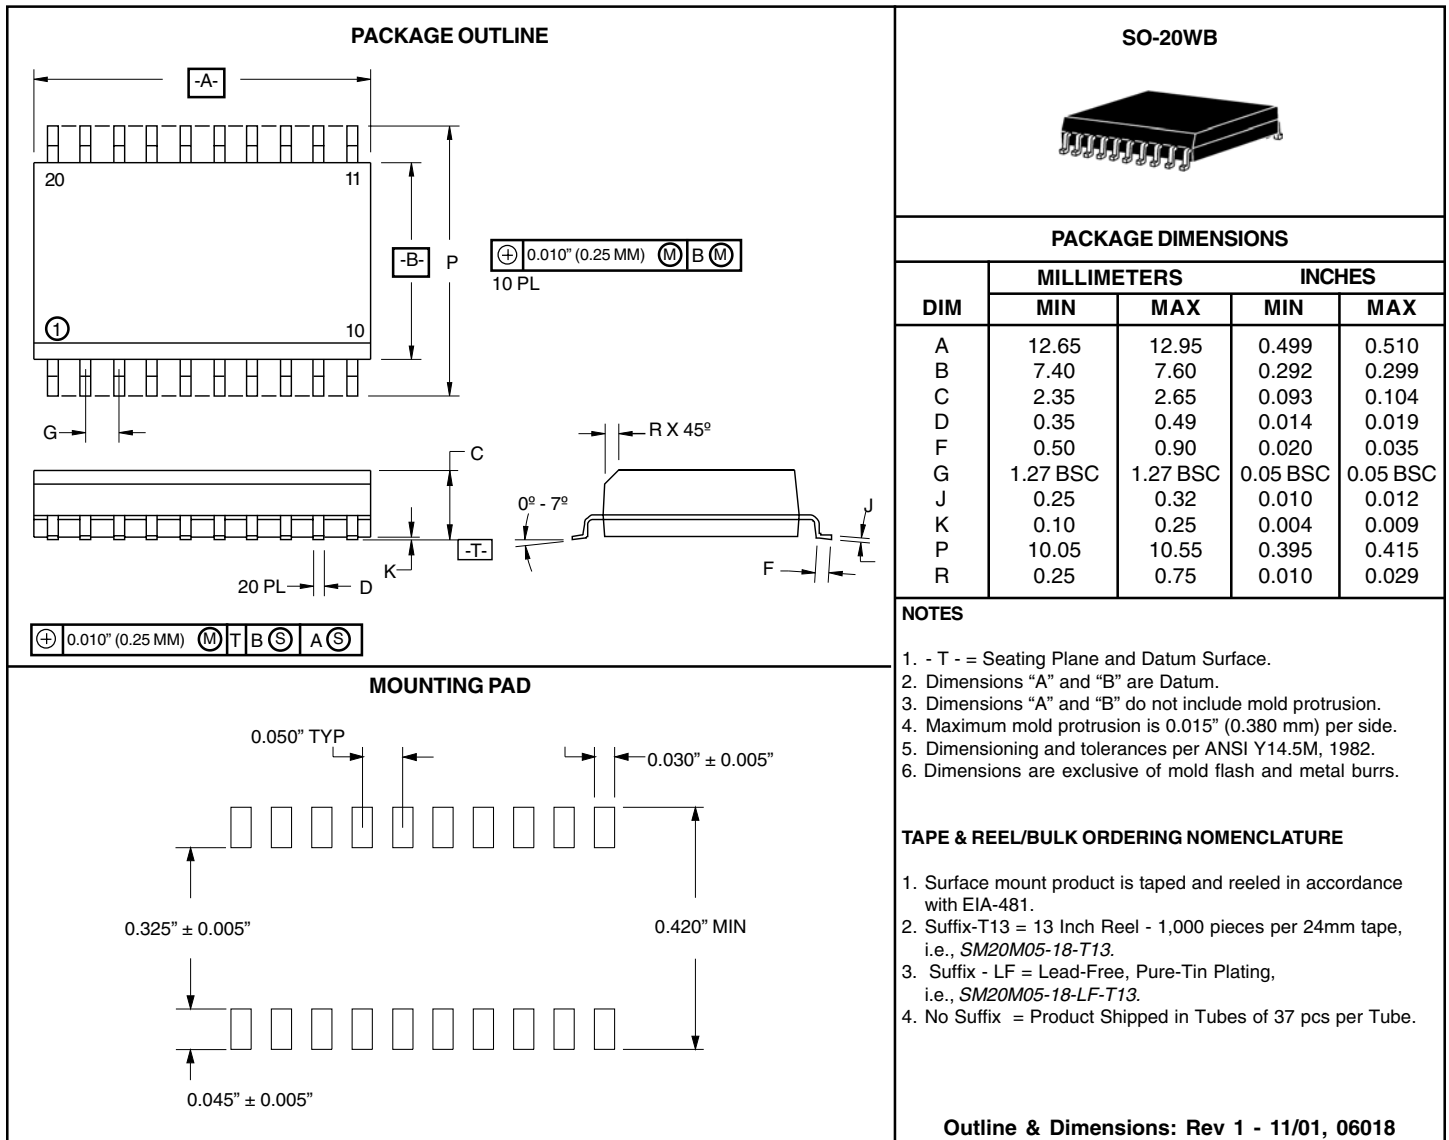 PACKAGE OUTLINE
-A-
20
11
-B-
P
0.010” (0.25 MM) M B M
10 PL
1
10
G
C
R X 45º
0º - 7º
J
-T-
K
F
20 PL
D
0.010” (0.25 MM) M T B S A S
MOUNTING PAD
0.050” TYP
0.030” ± 0.005”
0.325” ± 0.005”
0.420” MIN
0.045” ± 0.005”
SO-20WB
PACKAGE DIMENSIONS
MILLIMETERS INCHES
DIM MIN MAX MIN MAX
A 12.65 12.95 0.499 0.510
B 7.40 7.60 0.292 0.299
C 2.35 2.65 0.093 0.104
D 0.35 0.49 0.014 0.019
F 0.50 0.90 0.020 0.035
G 1.27 BSC 1.27 BSC 0.05 BSC 0.05 BSC
J 0.25 0.32 0.010 0.012
K 0.10 0.25 0.004 0.009
P 10.05 10.55 0.395 0.415
R 0.25 0.75 0.010 0.029
NOTES
1. - T - = Seating Plane and Datum Surface.
2. Dimensions “A” and “B” are Datum.
3. Dimensions “A” and “B” do not include mold protrusion.
4. Maximum mold protrusion is 0.015” (0.380 mm) per side.
5. Dimensioning and tolerances per ANSI Y14.5M, 1982.
6. Dimensions are exclusive of mold flash and metal burrs.
TAPE & REEL/BULK ORDERING NOMENCLATURE
1. Surface mount product is taped and reeled in accordance
with EIA-481.
2. Suffix-T13 = 13 Inch Reel - 1,000 pieces per 24mm tape,
i.e., SM20M05-18-T13.
3. Suffix - LF = Lead-Free, Pure-Tin Plating,
i.e., SM20M05-18-LF-T13.
4. No Suffix = Product Shipped in Tubes of 37 pcs per Tube.
Outline & Dimensions: Rev 1 - 11/01, 06018